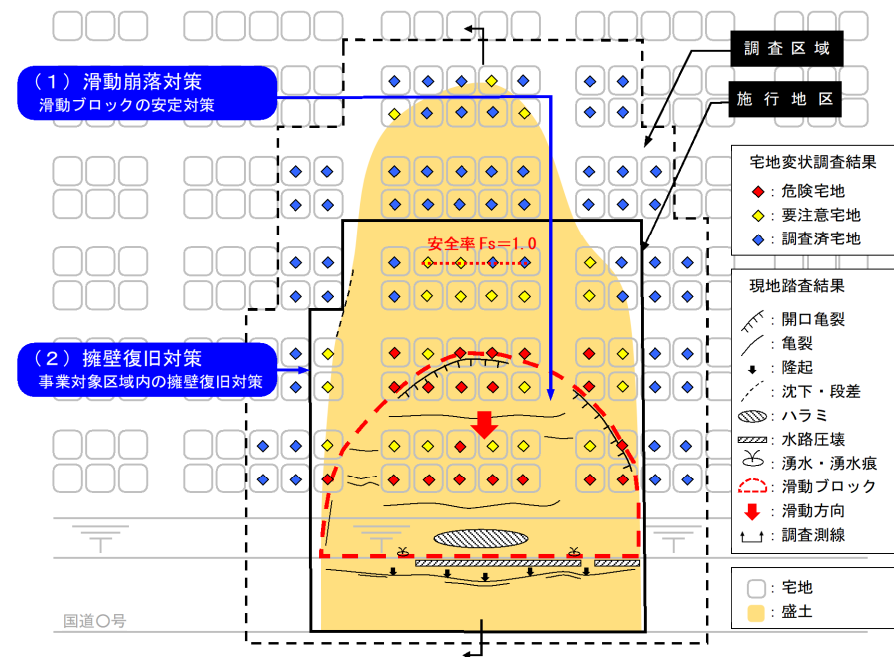 （１）滑動崩落対策
滑動ブロックの安定対策
調査区域
施行地区
宅地変状調査結果
：危険宅地
：要注意宅地
：調査済宅地
安全率Fs＝1.0
現地踏査結果
：開口亀裂
：亀裂
：隆起
：沈下・段差
：ハラミ
：水路圧壊
：湧水・湧水痕
：滑動ブロック
：滑動方向
：調査測線
（２）擁壁復旧対策
事業対象区域内の擁壁復旧対策
：宅地
：盛土
国道〇号